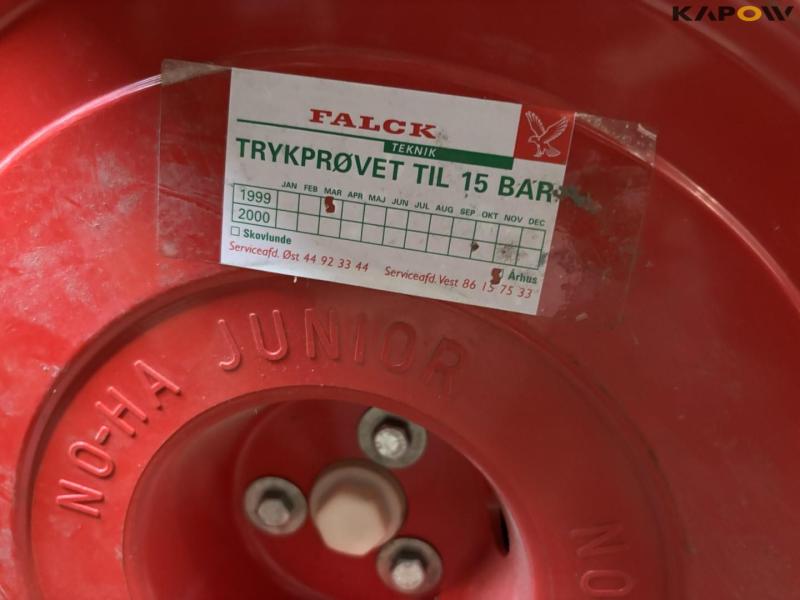 KAPOW
FALCK
TEKNIK
TRYKPRØVET TIL 15 BAR
JAN FEB MAR APR MAJ JUN JUL AUG SEP OKT NOV DEC
1999
2000
Skovlunde
Århus
Serviceafd. Øst 44 92 33 44 Serviceafd. Vest 86 15 75 33
NO-HA JUNIOR
NO